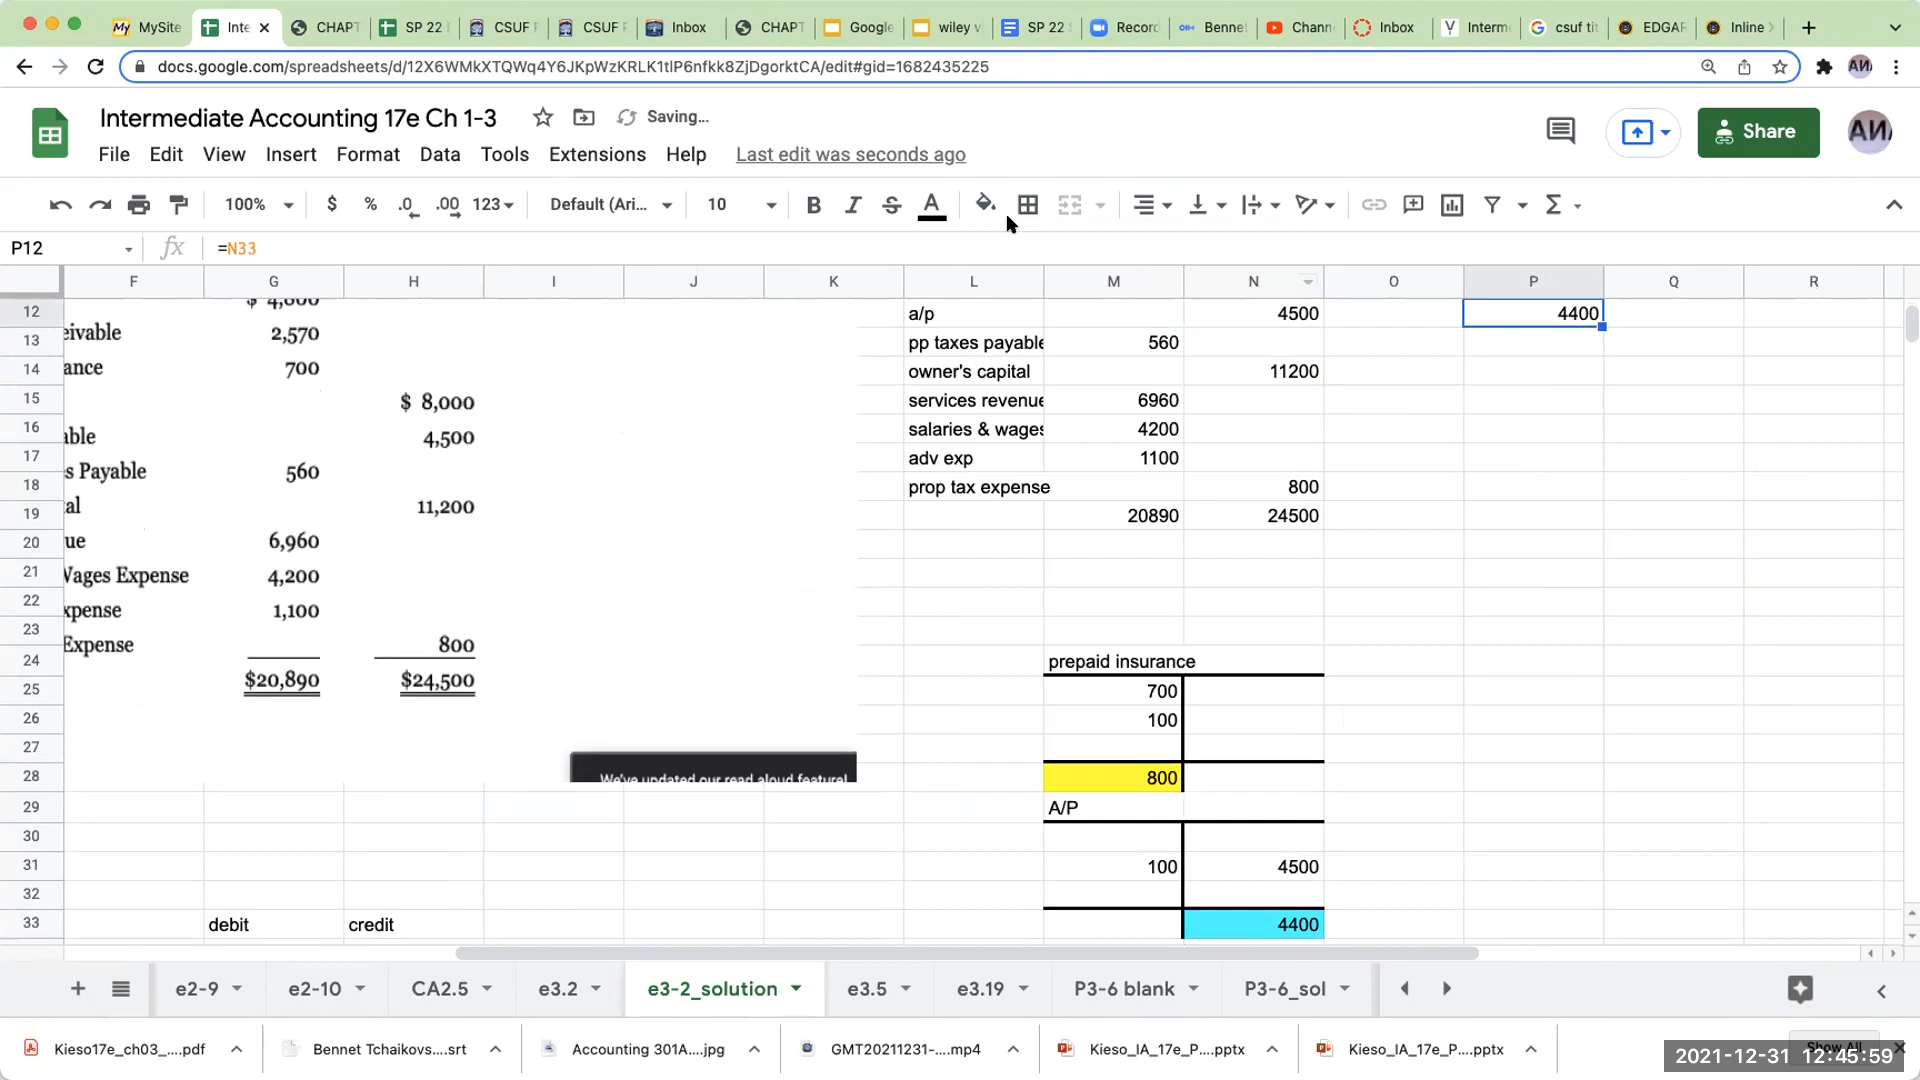 MySite
Inte
CHAPT
SP 22
CSUF
CSUF
Inbox
CHAPT
Google
wiley v
SP 22
Record
Bennet
Chann
Inbox
Interm
csuf tit
EDGAR
Inline
docs.google.com/spreadsheets/d/12X6WMkXTQWq4Y6JKpWzKRLK1tlP6nfkk8ZjDgorktCA/edit#gid=1682435225
Intermediate Accounting 17e Ch 1-3 Saving...
File Edit View Insert Format Data Tools Extensions Help Last edit was seconds ago
Share
100% $ % .0 .00 123 Default (Ari... 10 B I S A Σ
P12 fx =N33
F G H I J K L M N O P Q R
12 $ 4,800 a/p 4500 4400
13 eivable 2,570 pp taxes payable 560
14 ance 700 owner's capital 11200
15 $ 8,000 services revenue 6960
16 able 4,500 salaries & wages 4200
17 s Payable 560 adv exp 1100
18 al 11,200 prop tax expense 800
19 20890 24500
20 ue 6,960
21 Wages Expense 4,200
22 xpense 1,100
23 Expense 800
24 prepaid insurance
25 $20,890 $24,500 700
26 100
27
28 We've updated our read aloud feature! 800
29 A/P
30
31 100 4500
32
33 debit credit 4400
e2-9 e2-10 CA2.5 e3.2 e3-2_solution e3.5 e3.19 P3-6 blank P3-6_sol
Kieso17e_ch03_....pdf Bennet Tchaikovs....srt Accounting 301A....jpg GMT20211231-....mp4 Kieso_IA_17e_P....pptx Kieso_IA_17e_P....pptx Show All
2021-12-31 12:45:59